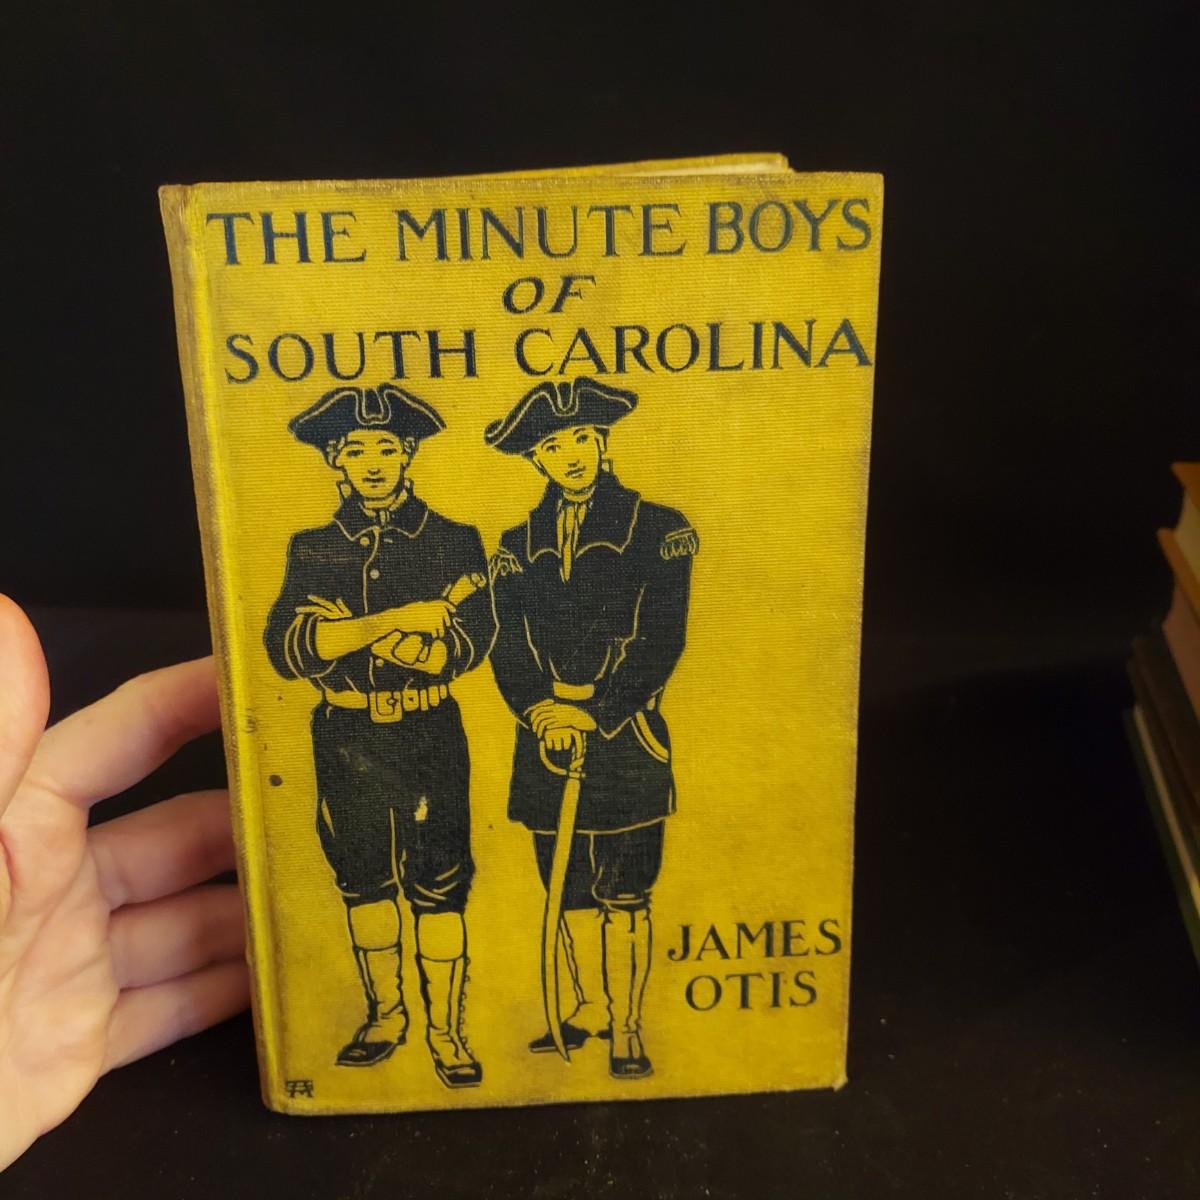 THE MINUTE BOYS
OF
SOUTH CAROLINA
JAMES
OTIS